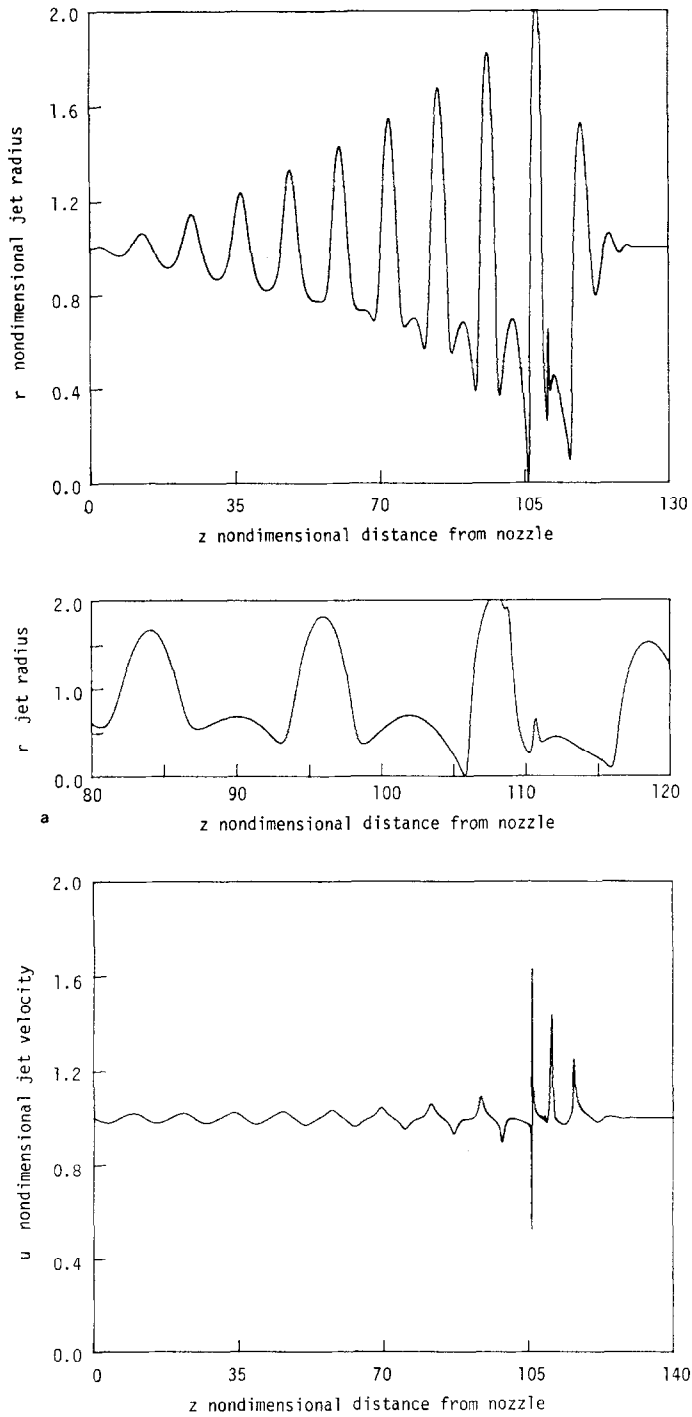 2.0
1.6
1.2
0.8
0.4
0.0
r nondimensional jet radius
0 35 70 105 130
z nondimensional distance from nozzle
2.0
1.0
0.0
r jet radius
80 90 100 110 120
a
z nondimensional distance from nozzle
2.0
1.6
1.2
0.8
0.4
0.0
u nondimensional jet velocity
0 35 70 105 140
z nondimensional distance from nozzle